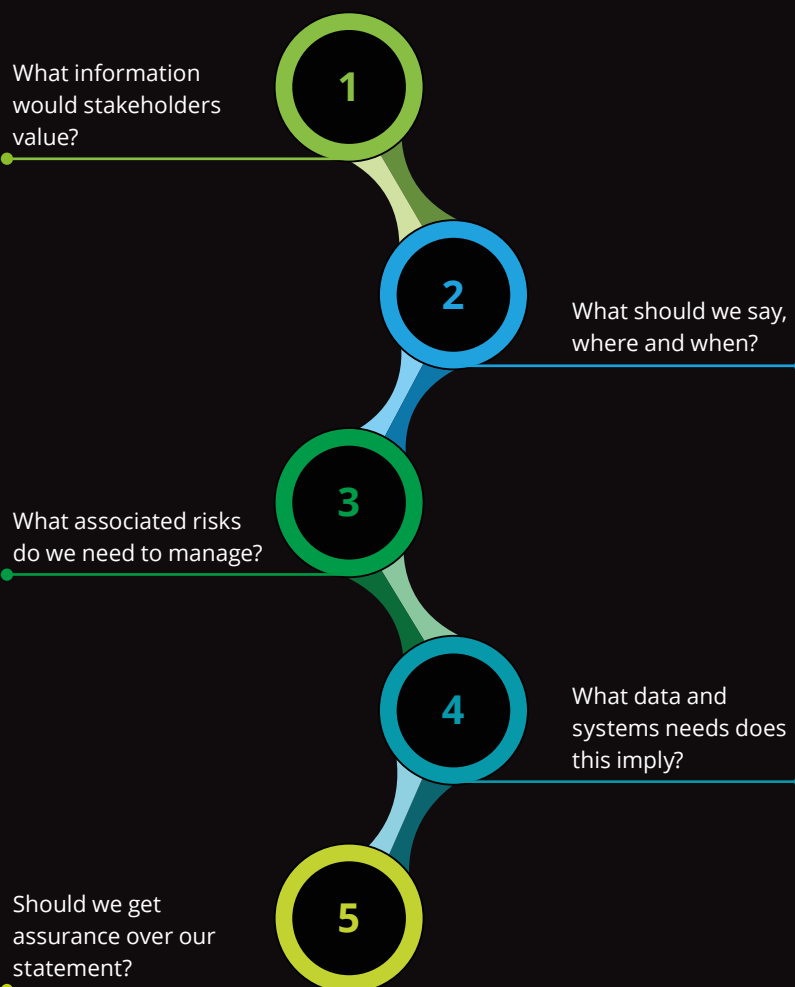 1
What information
would stakeholders
value?
2
What should we say,
where and when?
3
What associated risks
do we need to manage?
4
What data and
systems needs does
this imply?
5
Should we get
assurance over our
statement?